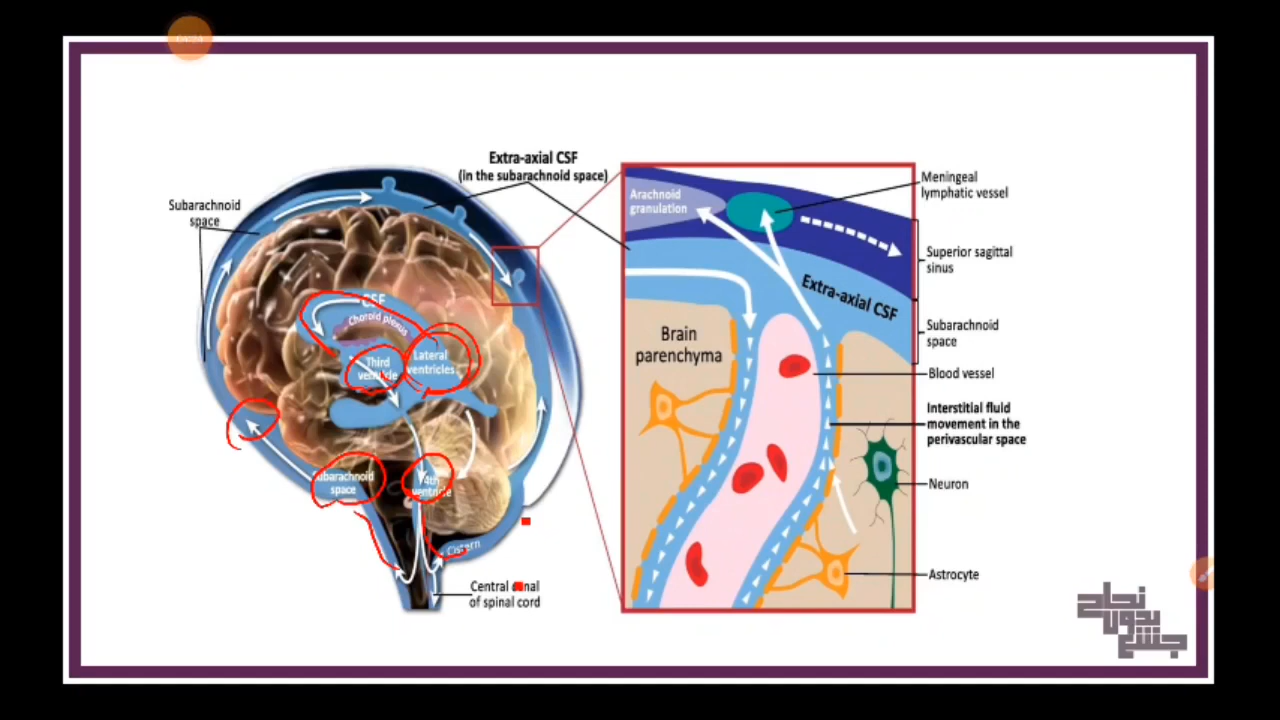 Extra-axial CSF
(in the subarachnoid space)
Subarachnoid
space
CSF
Choroid plexus
Third
ventricle
Lateral
ventricles
Subarachnoid
space
4th
ventricle
Cistern
Central canal
of spinal cord
Arachnoid
granulation
Meningeal
lymphatic vessel
Superior sagittal
sinus
Extra-axial CSF
Subarachnoid
space
Brain
parenchyma
Blood vessel
Interstitial fluid
movement in the
perivascular space
Neuron
Astrocyte
نجاح
بدون